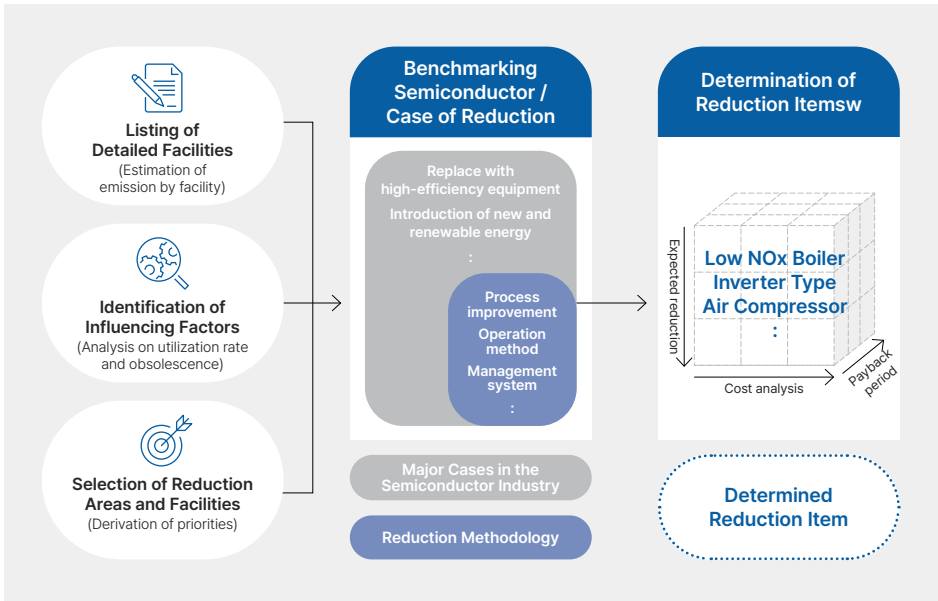 Listing of
Detailed Facilities
(Estimation of
emission by facility)
Identification of
Influencing Factors
(Analysis on utilization rate
and obsolescence)
Selection of Reduction
Areas and Facilities
(Derivation of priorities)
Benchmarking
Semiconductor /
Case of Reduction
Replace with
high-efficiency equipment
Introduction of new and
renewable energy
:
Process
improvement
Operation
method
Management
system
:
Major Cases in the
Semiconductor Industry
Reduction Methodology
Determination of
Reduction Itemsw
Expected reduction
Low NOx Boiler
Inverter Type
Air Compressor
:
Cost analysis
Payback
period
Determined
Reduction Item